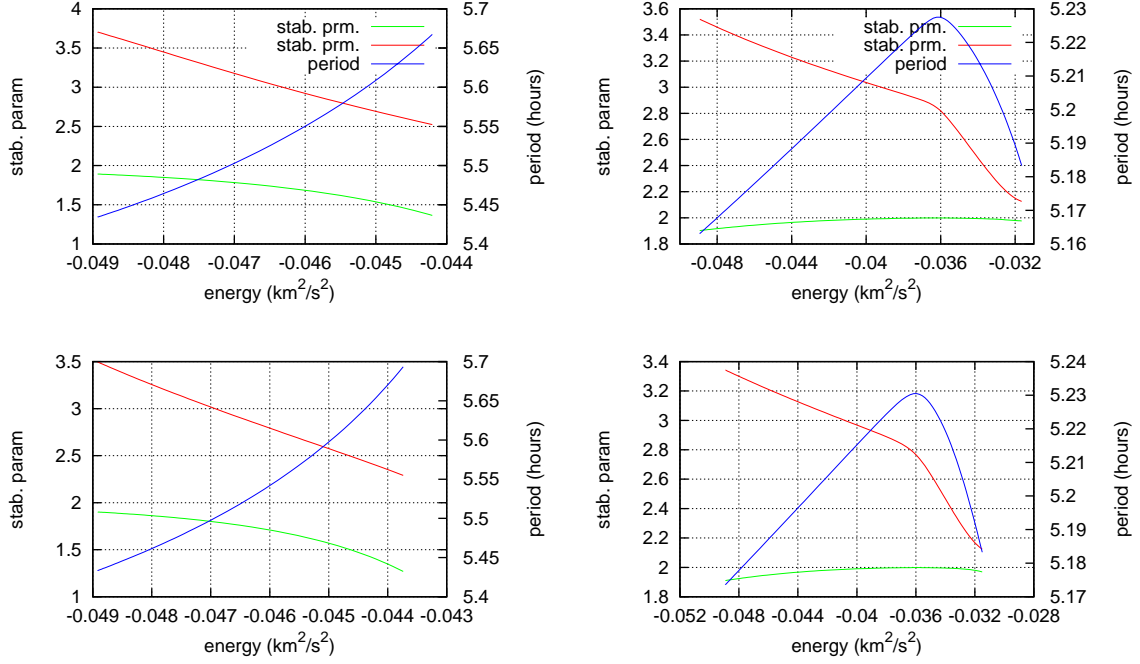 4
3.5
3
2.5
2
1.5
1
stab. param
5.7
5.65
5.6
5.55
5.5
5.45
5.4
period (hours)
stab. prm.
stab. prm.
period
-0.049 -0.048 -0.047 -0.046 -0.045 -0.044
energy (km²/s²)
3.6
3.4
3.2
3
2.8
2.6
2.4
2.2
2
1.8
stab. param
5.23
5.22
5.21
5.2
5.19
5.18
5.17
5.16
period (hours)
stab. prm.
stab. prm.
period
-0.048 -0.044 -0.04 -0.036 -0.032
energy (km²/s²)
3.5
3
2.5
2
1.5
1
stab. param
5.7
5.65
5.6
5.55
5.5
5.45
5.4
period (hours)
-0.049 -0.048 -0.047 -0.046 -0.045 -0.044 -0.043
energy (km²/s²)
3.4
3.2
3
2.8
2.6
2.4
2.2
2
1.8
stab. param
5.24
5.23
5.22
5.21
5.2
5.19
5.18
5.17
period (hours)
-0.052 -0.048 -0.044 -0.04 -0.036 -0.032 -0.028
energy (km²/s²)